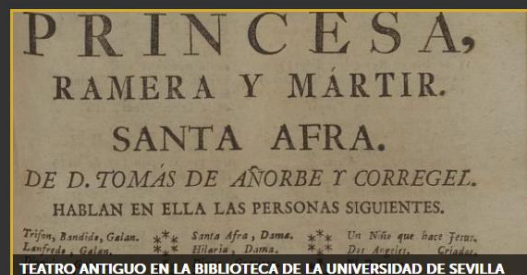 PRINCESA,
RAMERA Y MÁRTIR.
SANTA AFRA.
DE D. TOMÁS DE AÑORBE Y CORREGEL.
HABLAN EN ELLA LAS PERSONAS SIGUIENTES.
Trifon, Bandido, Galan. *** Santa Afra, Dama. *** Un Niño que hace Jesus.
Lanfredo, Galan. *** Hilaria, Dama. *** Dos Angeles. Criados.
TEATRO ANTIGUO EN LA BIBLIOTECA DE LA UNIVERSIDAD DE SEVILLA